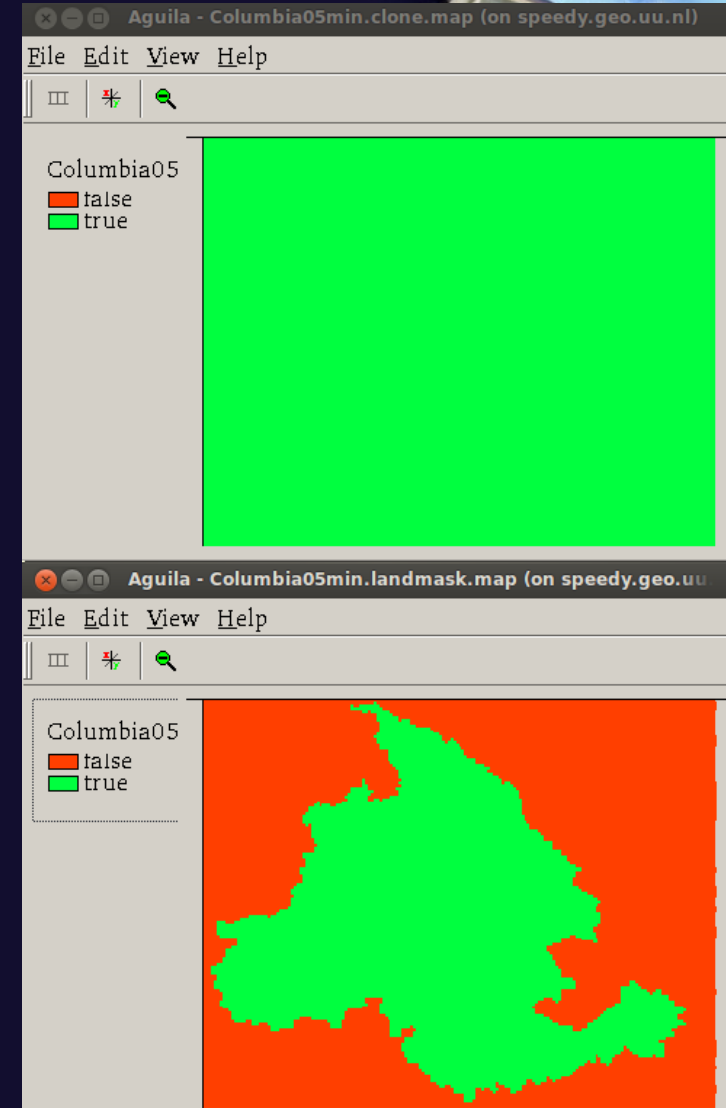 Aguila - Columbia05min.clone.map (on speedy.geo.uu.nl)
File Edit View Help
Columbia05
false
true
Aguila - Columbia05min.landmask.map (on speedy.geo.uu
File Edit View Help
Columbia05
false
true